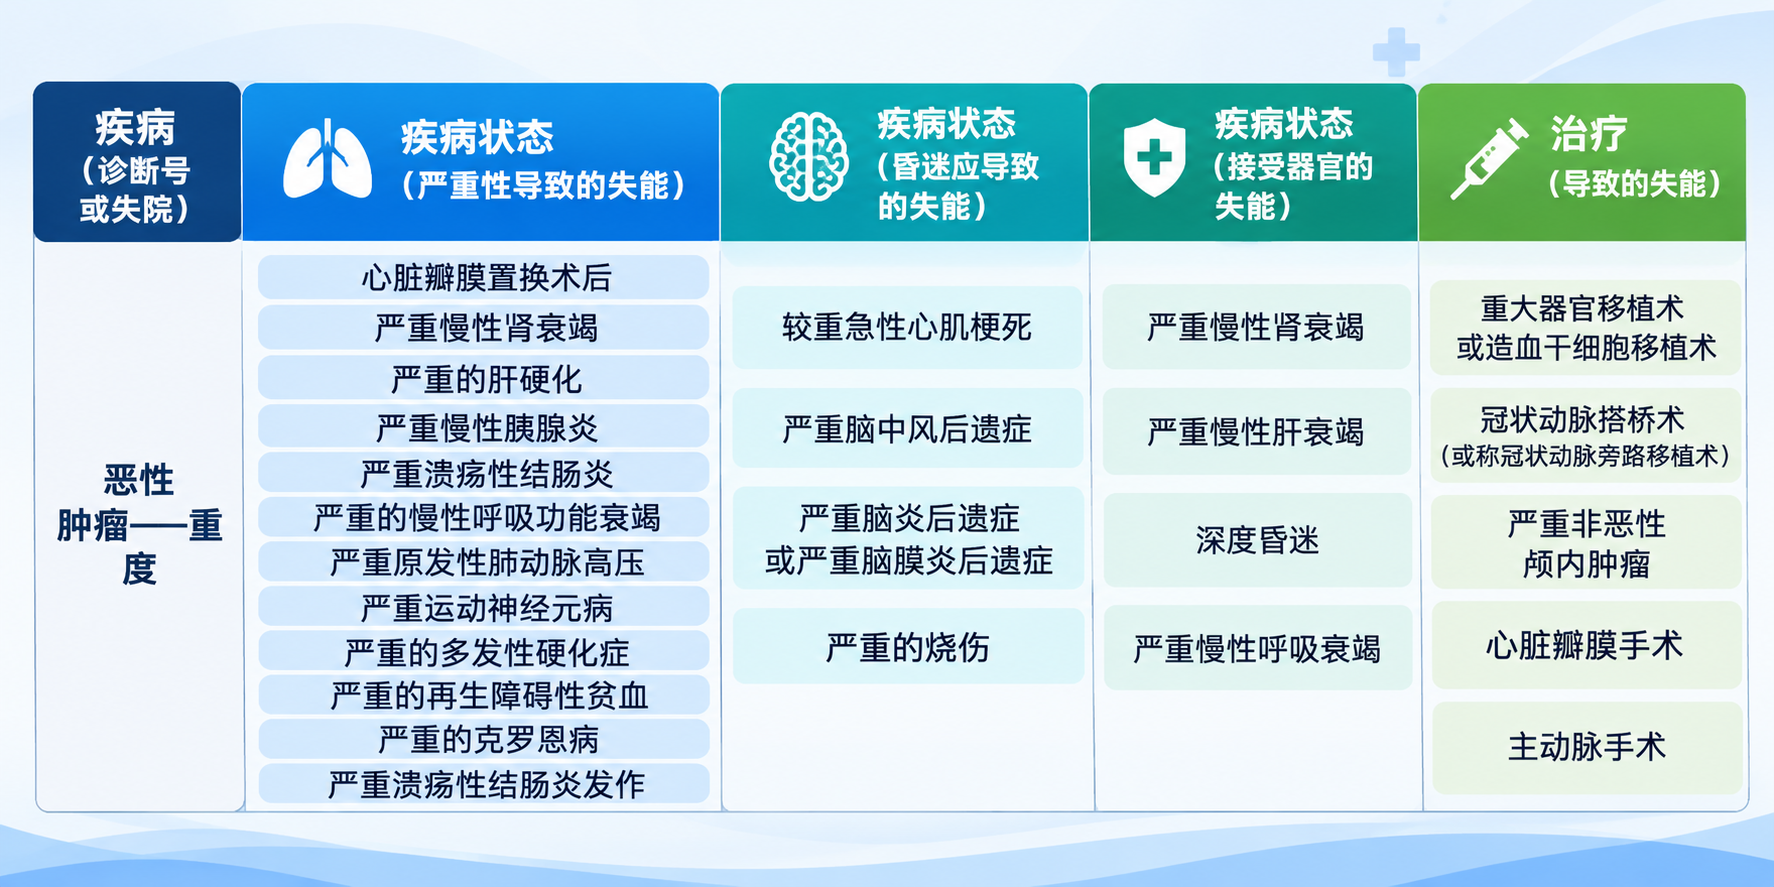 疾病
（诊断号
或失院）
疾病状态
（严重性导致的失能）
疾病状态
（昏迷应导致
的失能）
疾病状态
（接受器官的
失能）
治疗
（导致的失能）
恶性
肿瘤——重
度
心脏瓣膜置换术后
严重慢性肾衰竭
严重的肝硬化
严重慢性胰腺炎
严重溃疡性结肠炎
严重的慢性呼吸功能衰竭
严重原发性肺动脉高压
严重运动神经元病
严重的多发性硬化症
严重的再生障碍性贫血
严重的克罗恩病
严重溃疡性结肠炎发作
较重急性心肌梗死
严重脑中风后遗症
严重脑炎后遗症
或严重脑膜炎后遗症
严重的烧伤
严重慢性肾衰竭
严重慢性肝衰竭
深度昏迷
严重慢性呼吸衰竭
重大器官移植术
或造血干细胞移植术
冠状动脉搭桥术
（或称冠状动脉旁路移植术）
严重非恶性
颅内肿瘤
心脏瓣膜手术
主动脉手术